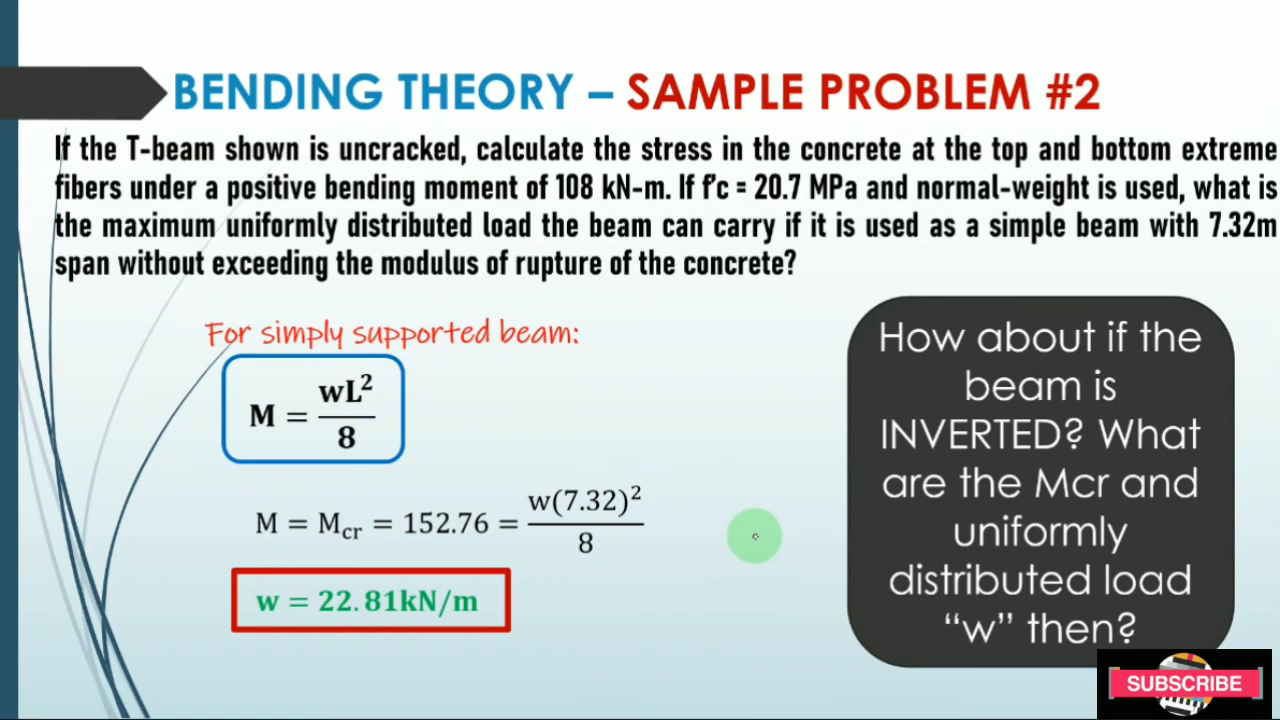 BENDING THEORY – SAMPLE PROBLEM #2
If the T-beam shown is uncracked, calculate the stress in the concrete at the top and bottom extreme
fibers under a positive bending moment of 108 kN-m. If f'c = 20.7 MPa and normal-weight is used, what is
the maximum uniformly distributed load the beam can carry if it is used as a simple beam with 7.32m
span without exceeding the modulus of rupture of the concrete?
For simply supported beam:
M = wL²/8
M = Mcr = 152.76 = w(7.32)²/8
w = 22.81kN/m
How about if the
beam is
INVERTED? What
are the Mcr and
uniformly
distributed load
“w” then?
SUBSCRIBE